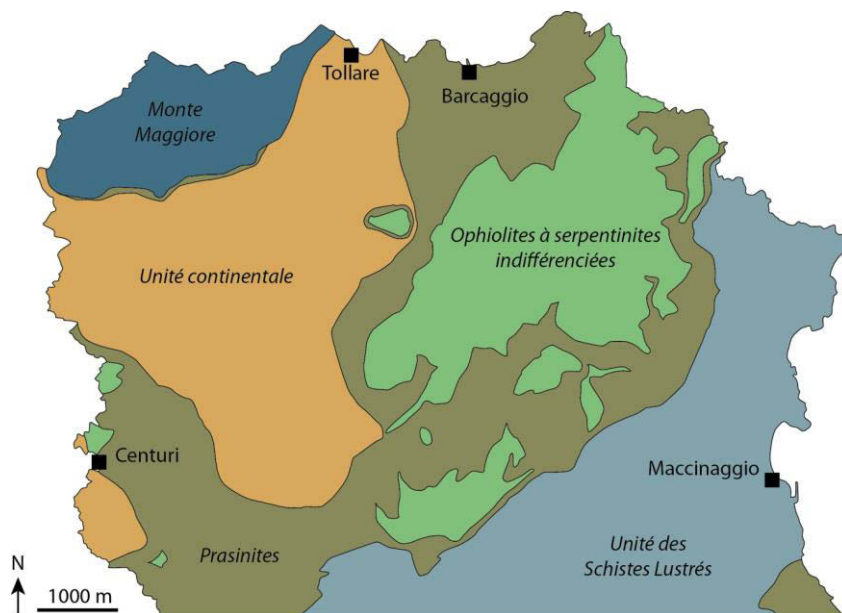 Tollare
Barcaggio
Monte
Maggiore
Ophiolites à serpentinites
indifférenciées
Unité continentale
Centuri
Maccinaggio
Prasinites
Unité des
Schistes Lustrés
N
1000 m